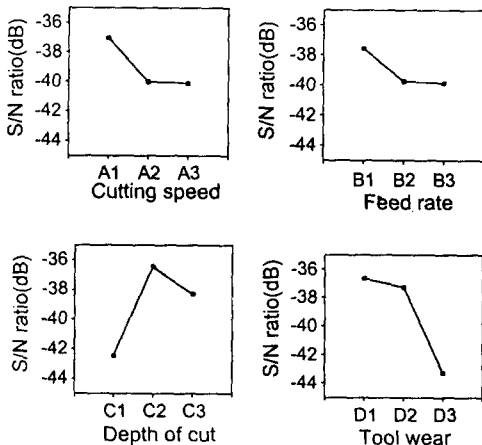 S/N ratio(dB)
-36
-38
-40
-42
-44
A1 A2 A3
Cutting speed
S/N ratio(dB)
-36
-38
-40
-42
-44
B1 B2 B3
Feed rate
S/N ratio(dB)
-36
-38
-40
-42
-44
C1 C2 C3
Depth of cut
S/N ratio(dB)
-36
-38
-40
-42
-44
D1 D2 D3
Tool wear